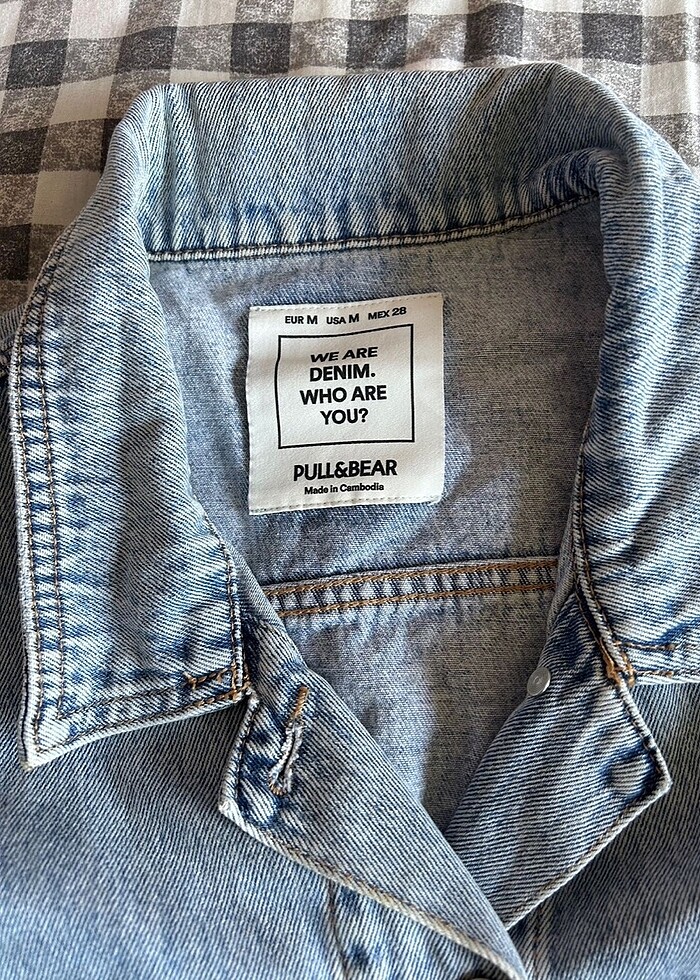 EUR M USA M MEX 28
WE ARE
DENIM.
WHO ARE
YOU?
PULL&BEAR
Made in Cambodia